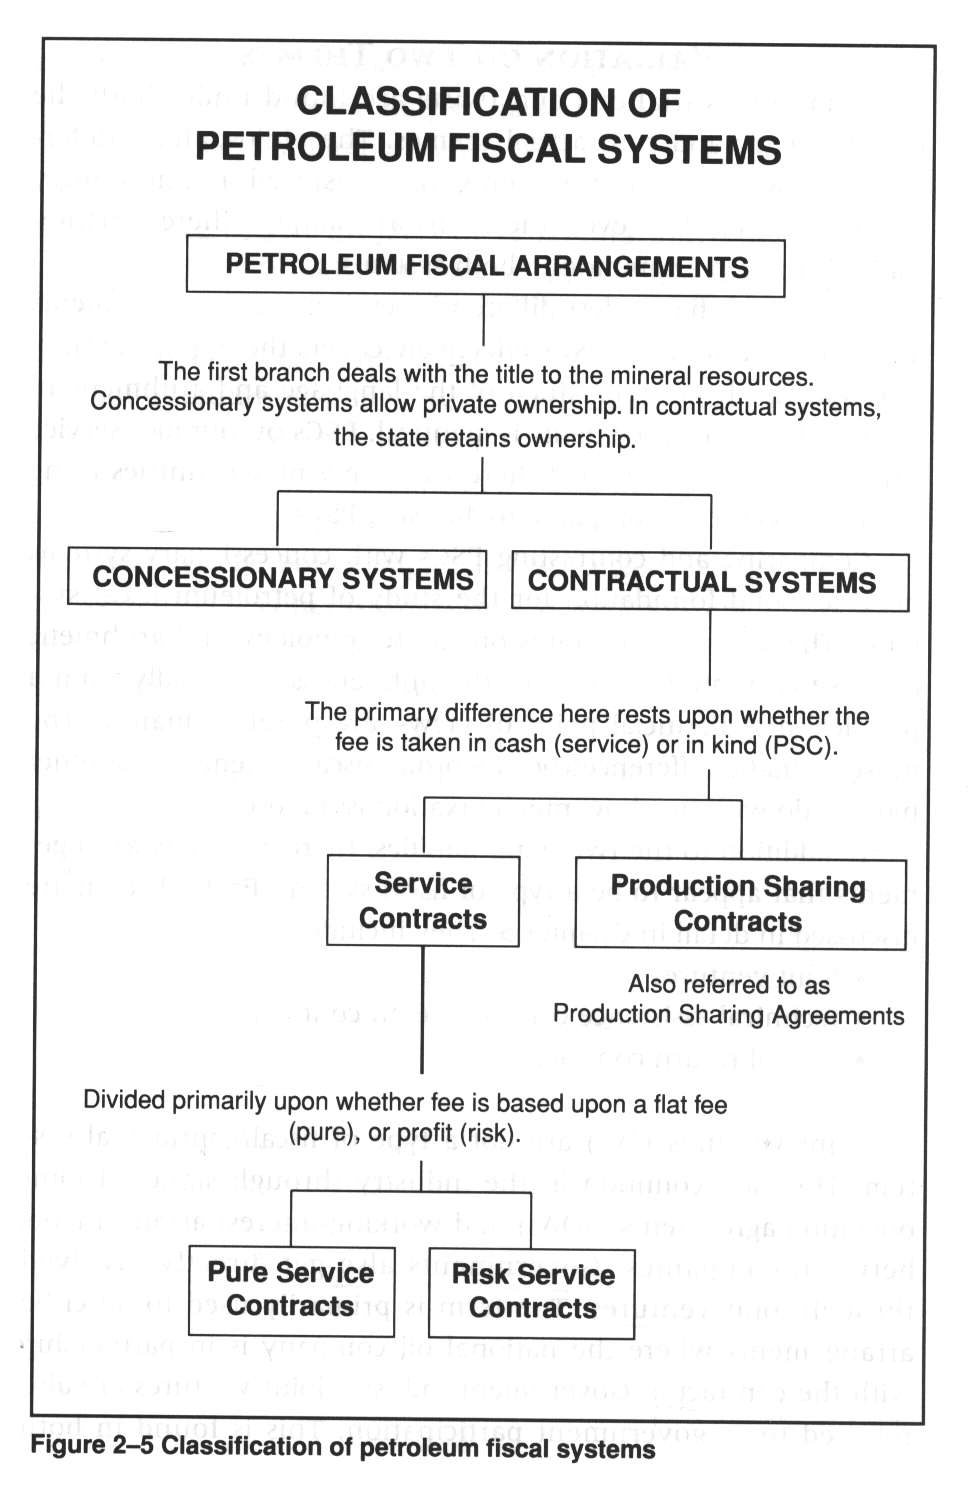 CLASSIFICATION OF
PETROLEUM FISCAL SYSTEMS
PETROLEUM FISCAL ARRANGEMENTS
The first branch deals with the title to the mineral resources.
Concessionary systems allow private ownership. In contractual systems,
the state retains ownership.
CONCESSIONARY SYSTEMS
CONTRACTUAL SYSTEMS
The primary difference here rests upon whether the
fee is taken in cash (service) or in kind (PSC).
Service
Contracts
Production Sharing
Contracts
Also referred to as
Production Sharing Agreements
Divided primarily upon whether fee is based upon a flat fee
(pure), or profit (risk).
Pure Service
Contracts
Risk Service
Contracts
Figure 2–5 Classification of petroleum fiscal systems